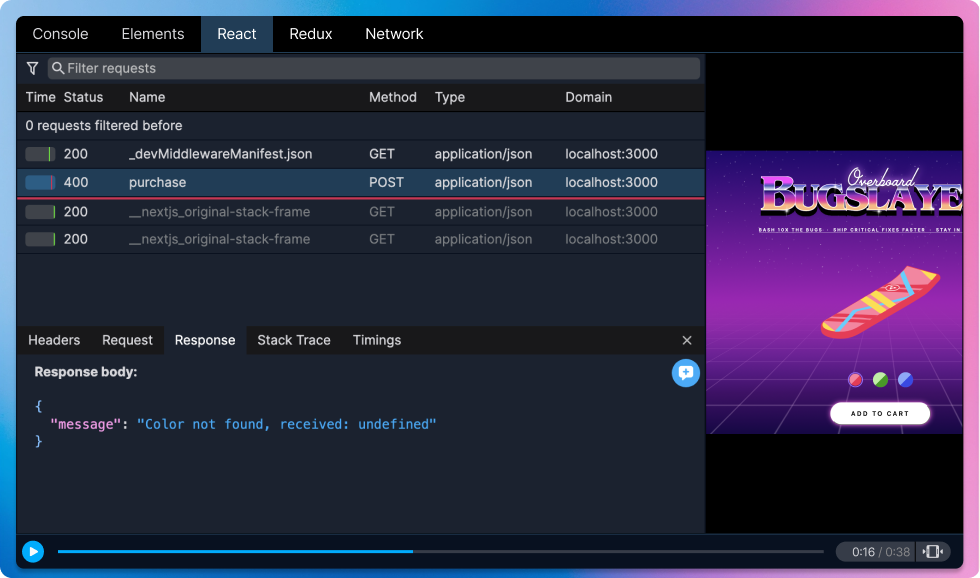 Console Elements React Redux Network
Filter requests
Time Status Name Method Type Domain
0 requests filtered before
200 _devMiddlewareManifest.json GET application/json localhost:3000
400 purchase POST application/json localhost:3000
200 __nextjs_original-stack-frame GET application/json localhost:3000
200 __nextjs_original-stack-frame GET application/json localhost:3000
Overboard
BUGSLAYE
BASH 10X THE BUGS · SHIP CRITICAL FIXES FASTER · STAY IN
ADD TO CART
Headers Request Response Stack Trace Timings
Response body:
{
"message": "Color not found, received: undefined"
}
0:16 / 0:38